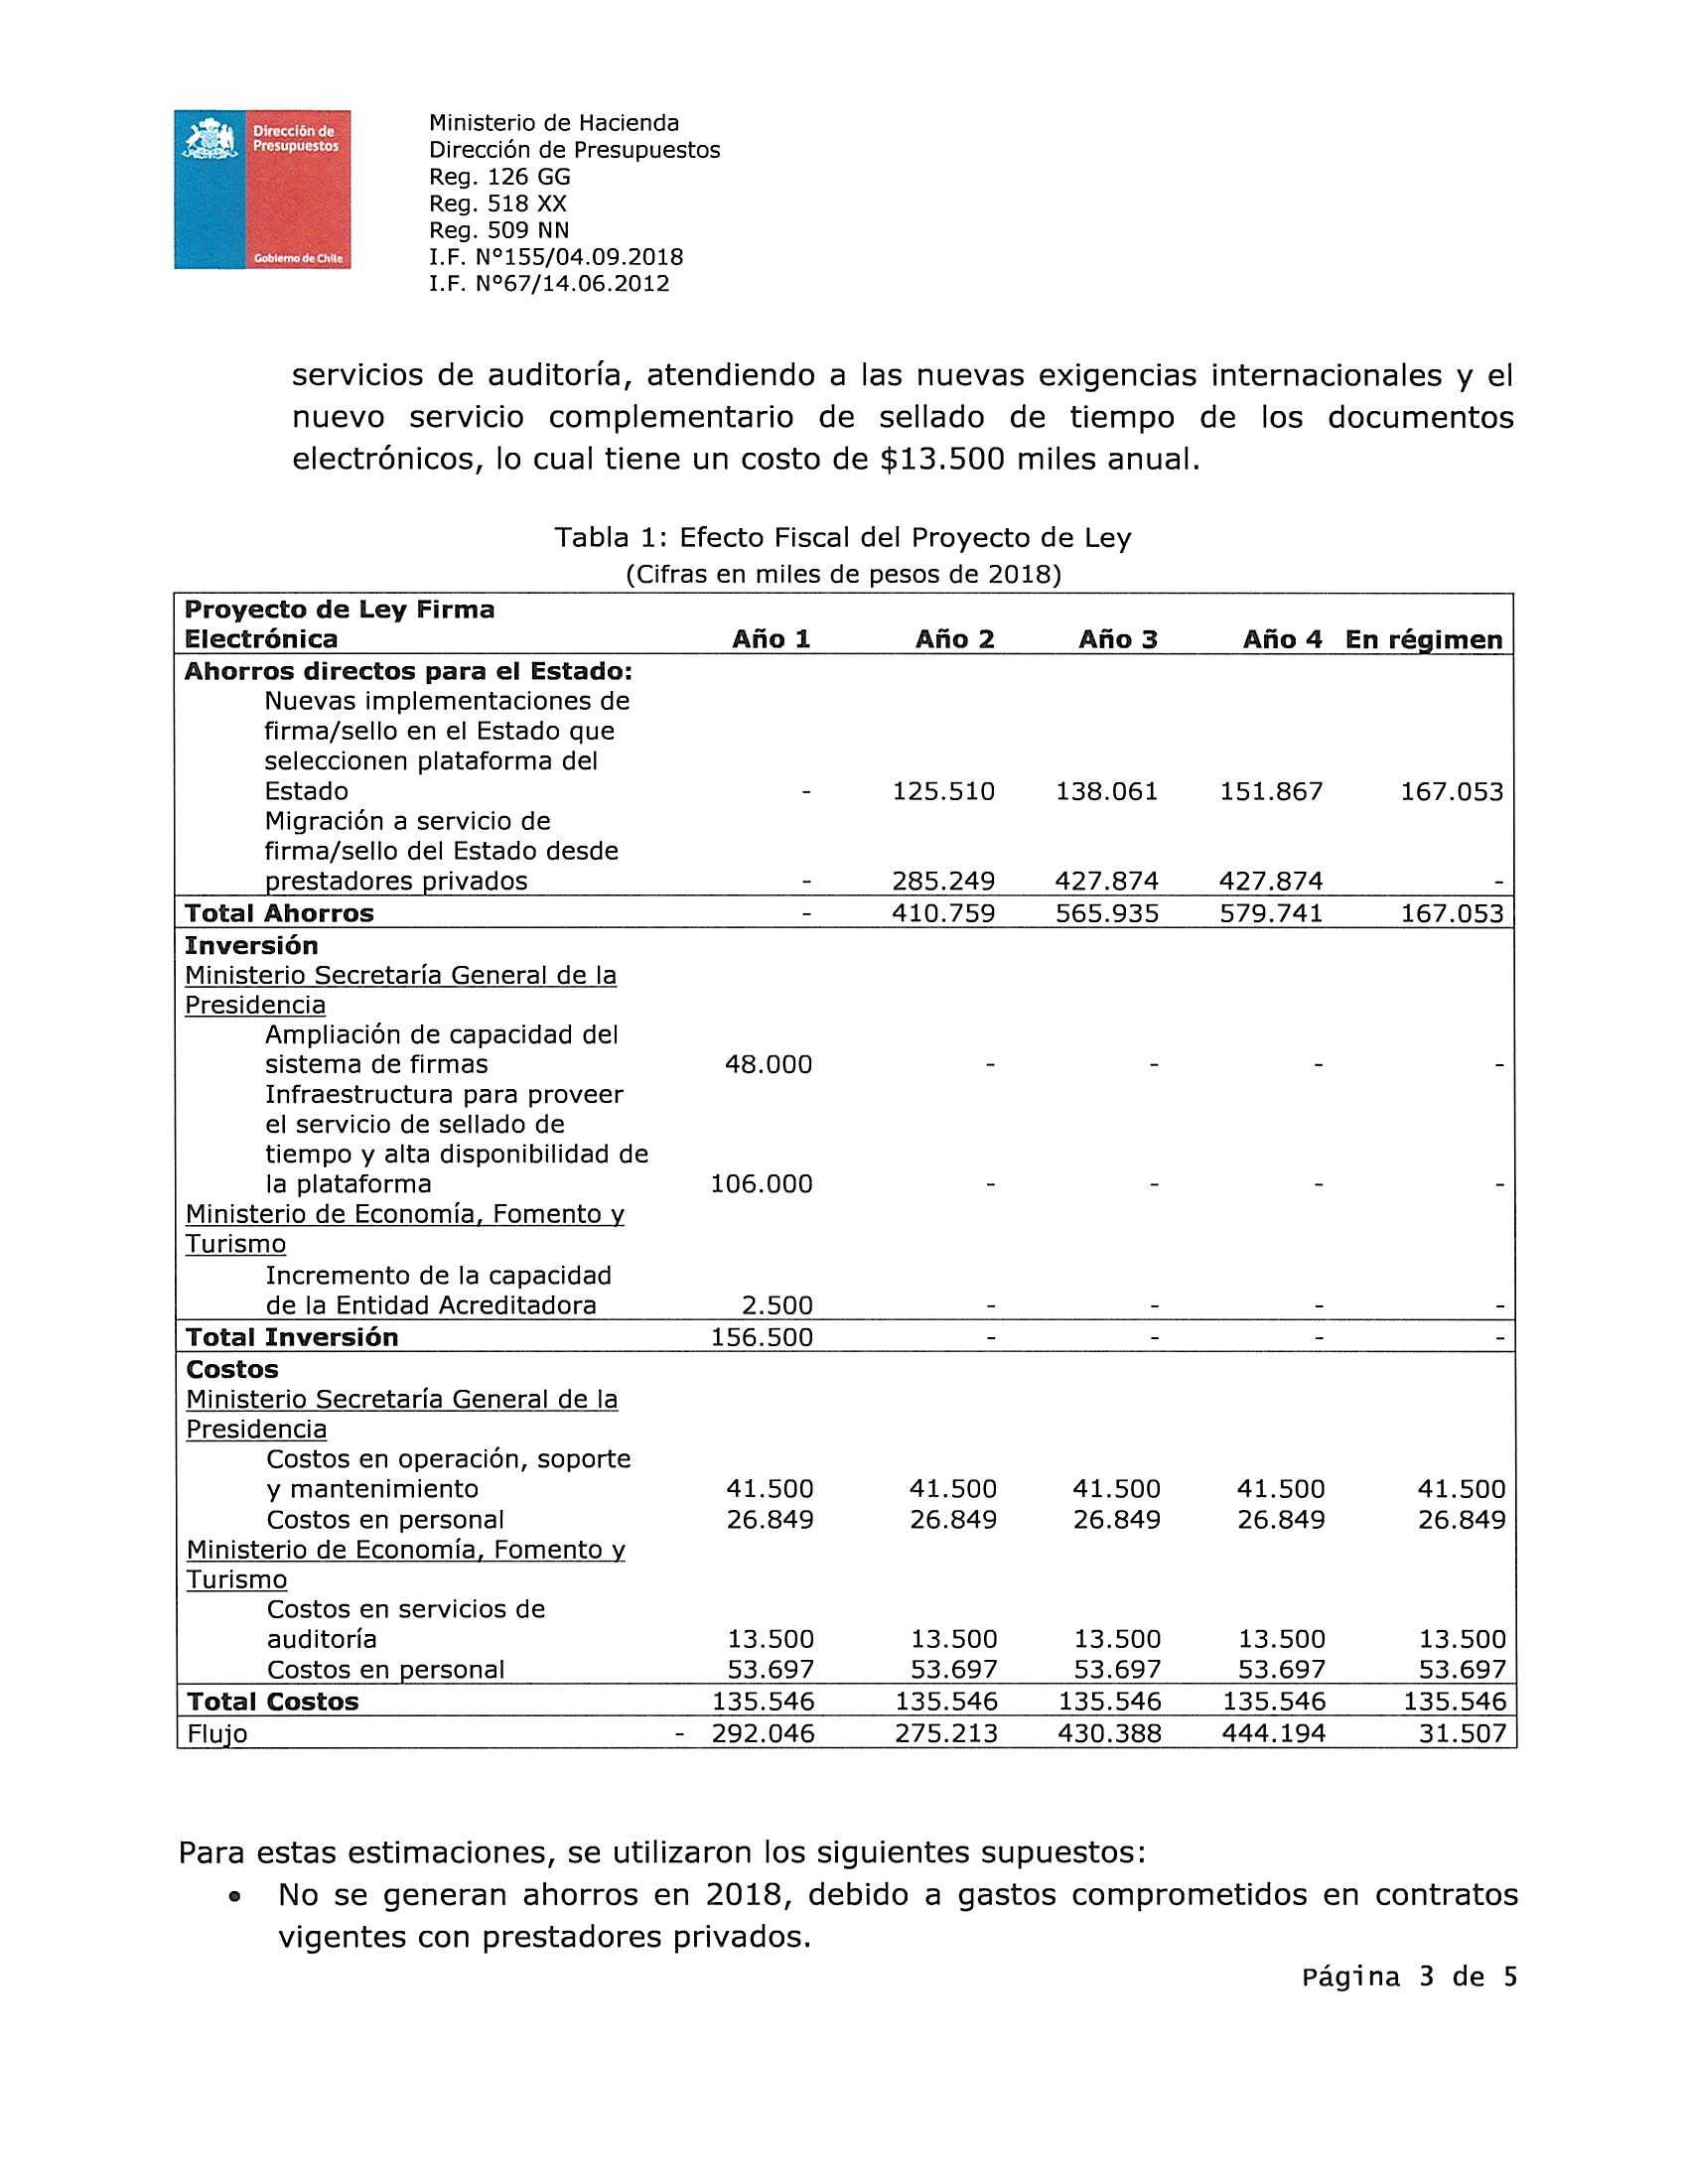 Dirección de
Presupuestos
Gobierno de Chile
Ministerio de Hacienda
Dirección de Presupuestos
Reg. 126 GG
Reg. 518 XX
Reg. 509 NN
I.F. Nº155/04.09.2018
I.F. Nº67/14.06.2012
servicios de auditoría, atendiendo a las nuevas exigencias internacionales y el
nuevo servicio complementario de sellado de tiempo de los documentos
electrónicos, lo cual tiene un costo de $13.500 miles anual.
Tabla 1: Efecto Fiscal del Proyecto de Ley
(Cifras en miles de pesos de 2018)
Proyecto de Ley Firma
Electrónica Año 1 Año 2 Año 3 Año 4 En régimen
Ahorros directos para el Estado:
Nuevas implementaciones de
firma/sello en el Estado que
seleccionen plataforma del
Estado - 125.510 138.061 151.867 167.053
Migración a servicio de
firma/sello del Estado desde
prestadores privados - 285.249 427.874 427.874 -
Total Ahorros - 410.759 565.935 579.741 167.053
Inversión
Ministerio Secretaría General de la
Presidencia
Ampliación de capacidad del
sistema de firmas 48.000 - - - -
Infraestructura para proveer
el servicio de sellado de
tiempo y alta disponibilidad de
la plataforma 106.000 - - - -
Ministerio de Economía, Fomento y
Turismo
Incremento de la capacidad
de la Entidad Acreditadora 2.500 - - - -
Total Inversión 156.500 - - - -
Costos
Ministerio Secretaría General de la
Presidencia
Costos en operación, soporte
y mantenimiento 41.500 41.500 41.500 41.500 41.500
Costos en personal 26.849 26.849 26.849 26.849 26.849
Ministerio de Economía, Fomento y
Turismo
Costos en servicios de
auditoría 13.500 13.500 13.500 13.500 13.500
Costos en personal 53.697 53.697 53.697 53.697 53.697
Total Costos 135.546 135.546 135.546 135.546 135.546
Flujo - 292.046 275.213 430.388 444.194 31.507
Para estas estimaciones, se utilizaron los siguientes supuestos:
• No se generan ahorros en 2018, debido a gastos comprometidos en contratos
vigentes con prestadores privados.
Página 3 de 5